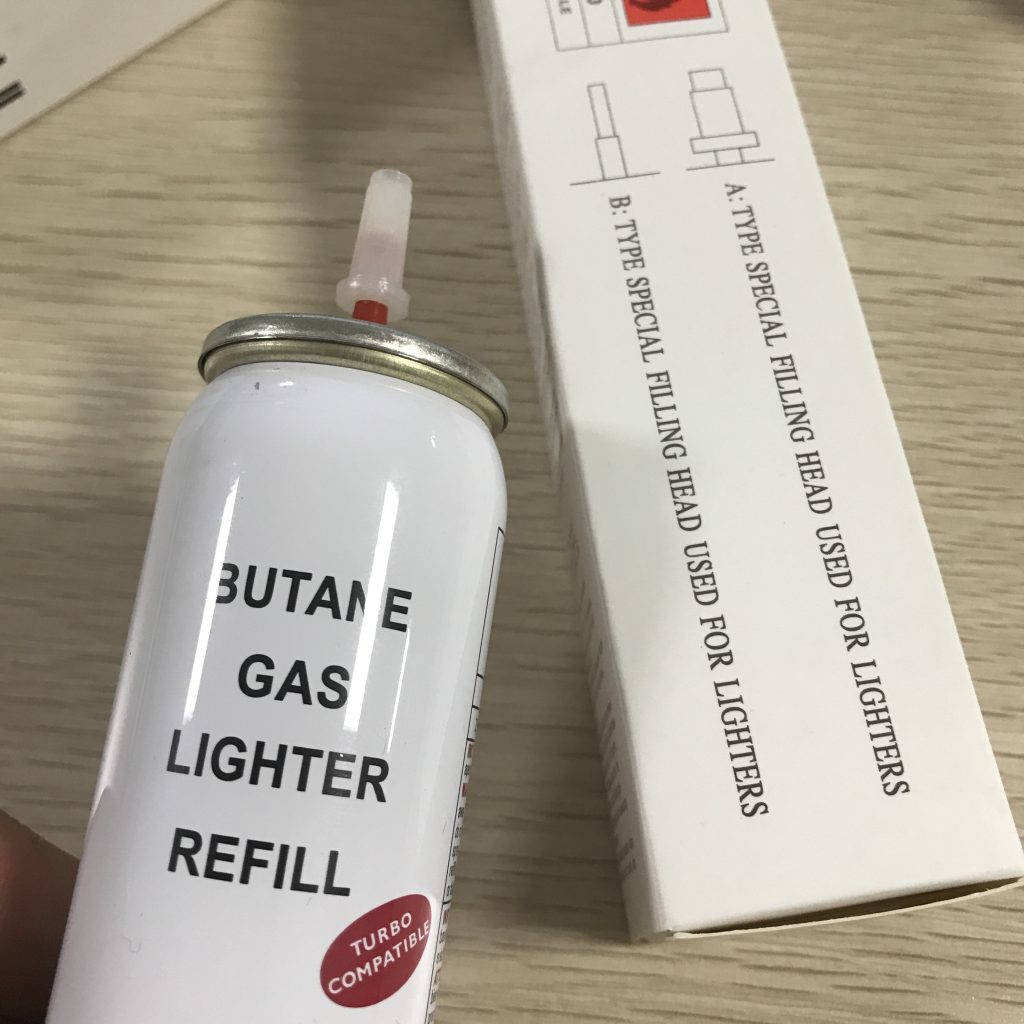 BUTANE
GAS
LIGHTER
REFILL
TURBO
COMPATIBLE
A: TYPE SPECIAL FILLING HEAD USED FOR LIGHTERS
B: TYPE SPECIAL FILLING HEAD USED FOR LIGHTERS